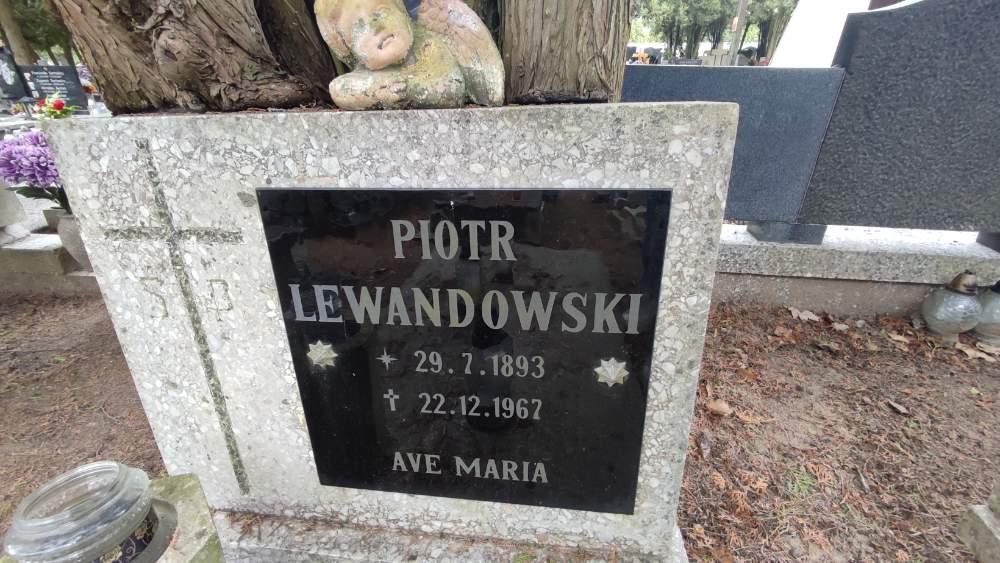 S P
PIOTR
LEWANDOWSKI
29.7.1893
22.12.1967
AVE MARIA